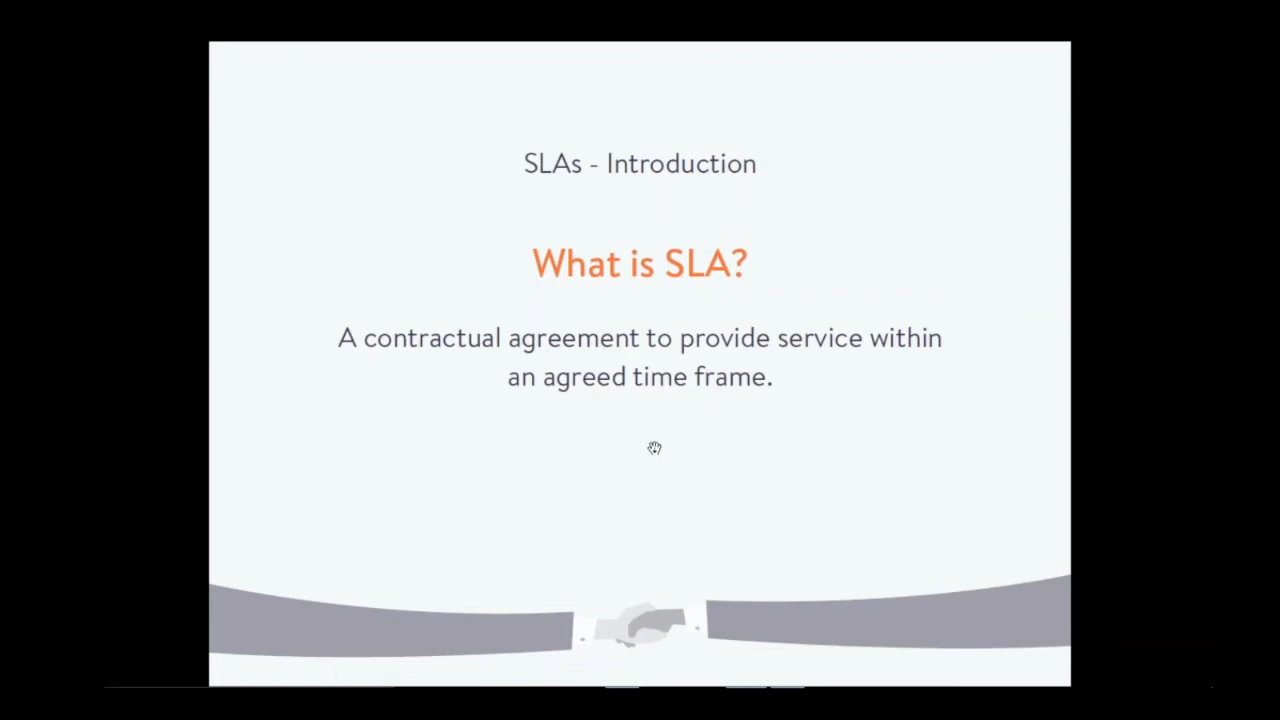 SLAs - Introduction
What is SLA?
A contractual agreement to provide service within
an agreed time frame.